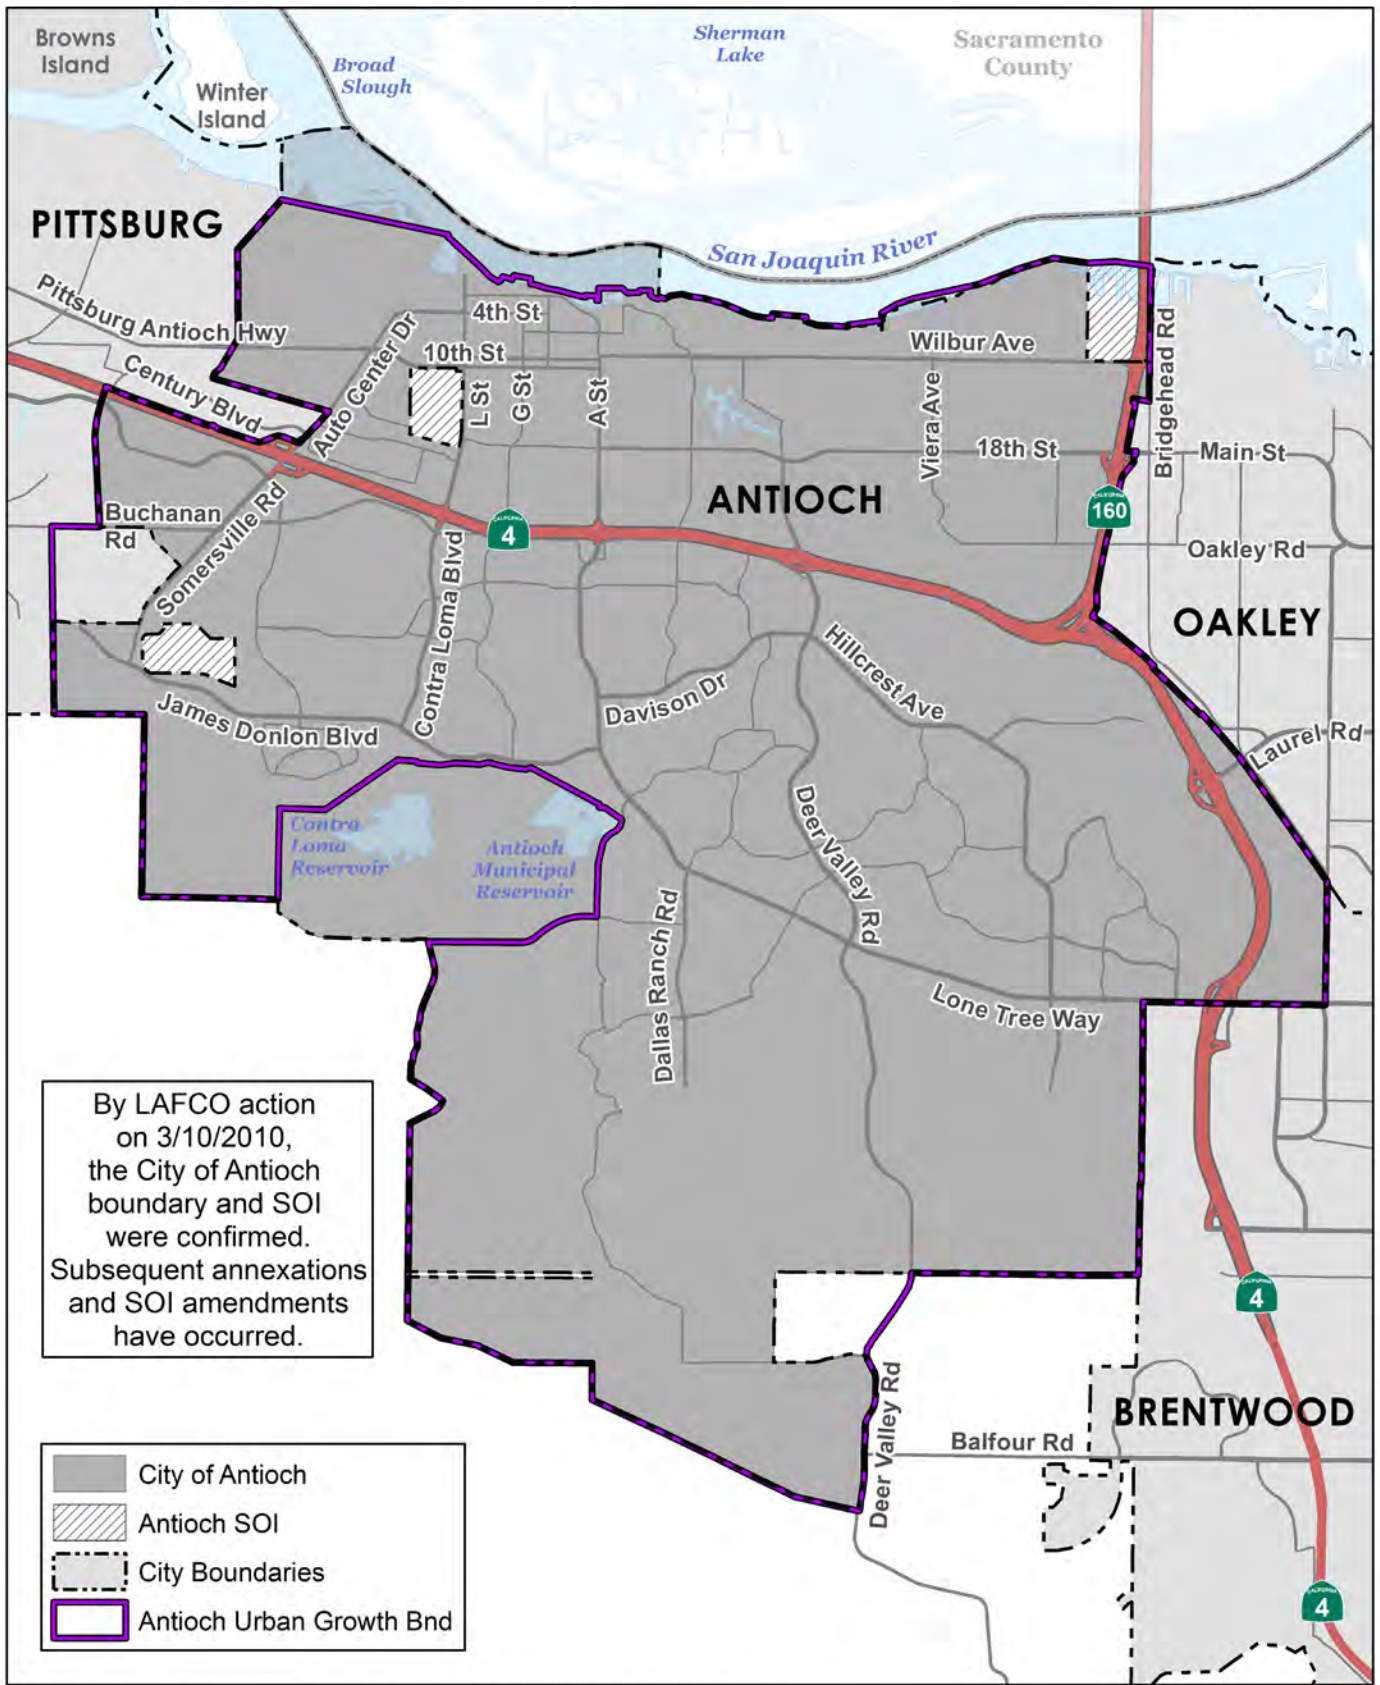 Browns
Island
Winter
Island
Broad
Slough
Sherman
Lake
Sacramento
County
PITTSBURG
San Joaquin River
Pittsburg Antioch Hwy
4th St
10th St
Century Blvd
Auto Center Dr
L St
G St
A St
Wilbur Ave
Viera Ave
Bridgehead Rd
18th St
Main St
ANTIOCH
CALIFORNIA
160
CALIFORNIA
4
Buchanan
Rd
Somersville Rd
Contra Loma Blvd
Oakley Rd
OAKLEY
Hillcrest Ave
Davison Dr
James Donlon Blvd
Laurel Rd
Contra
Loma
Reservoir
Antioch
Municipal
Reservoir
Deer Valley Rd
Dallas Ranch Rd
Lone Tree Way
By LAFCO action
on 3/10/2010,
the City of Antioch
boundary and SOI
were confirmed.
Subsequent annexations
and SOI amendments
have occurred.
CALIFORNIA
4
BRENTWOOD
Deer Valley Rd
Balfour Rd
CALIFORNIA
4
City of Antioch
Antioch SOI
City Boundaries
Antioch Urban Growth Bnd